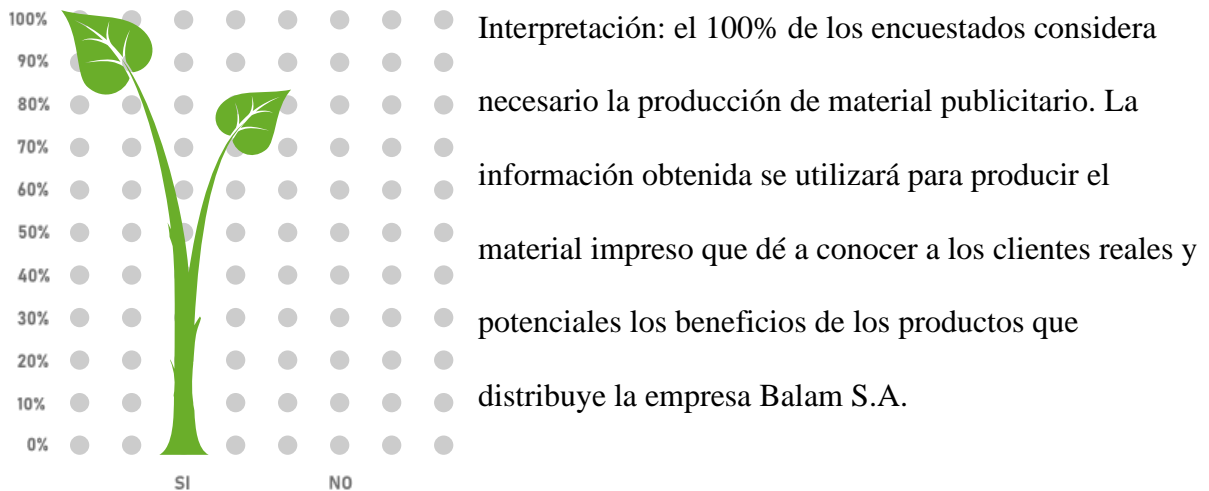 100%
90%
80%
70%
60%
50%
40%
30%
20%
10%
0%
SI NO
Interpretación: el 100% de los encuestados considera
necesario la producción de material publicitario. La
información obtenida se utilizará para producir el
material impreso que dé a conocer a los clientes reales y
potenciales los beneficios de los productos que
distribuye la empresa Balam S.A.